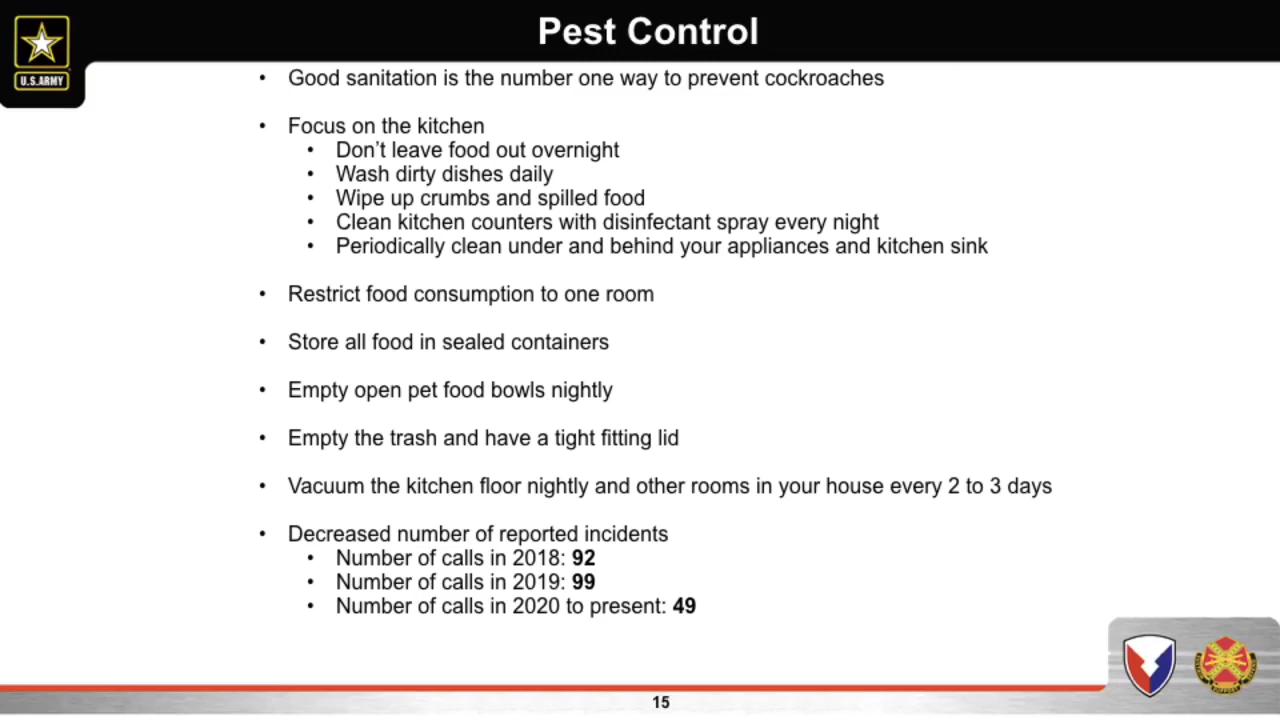 Pest Control
U.S.ARMY
• Good sanitation is the number one way to prevent cockroaches
• Focus on the kitchen
• Don’t leave food out overnight
• Wash dirty dishes daily
• Wipe up crumbs and spilled food
• Clean kitchen counters with disinfectant spray every night
• Periodically clean under and behind your appliances and kitchen sink
• Restrict food consumption to one room
• Store all food in sealed containers
• Empty open pet food bowls nightly
• Empty the trash and have a tight fitting lid
• Vacuum the kitchen floor nightly and other rooms in your house every 2 to 3 days
• Decreased number of reported incidents
• Number of calls in 2018: 92
• Number of calls in 2019: 99
• Number of calls in 2020 to present: 49
15